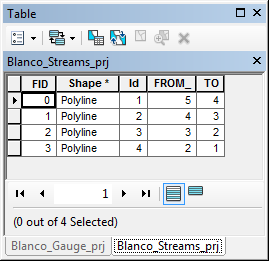 Table
Blanco_Streams_prj
FID Shape * Id FROM_ TO
0 Polyline 1 5 4
1 Polyline 2 4 3
2 Polyline 3 3 2
3 Polyline 4 2 1
1
(0 out of 4 Selected)
Blanco_Gauge_prj Blanco_Streams_prj